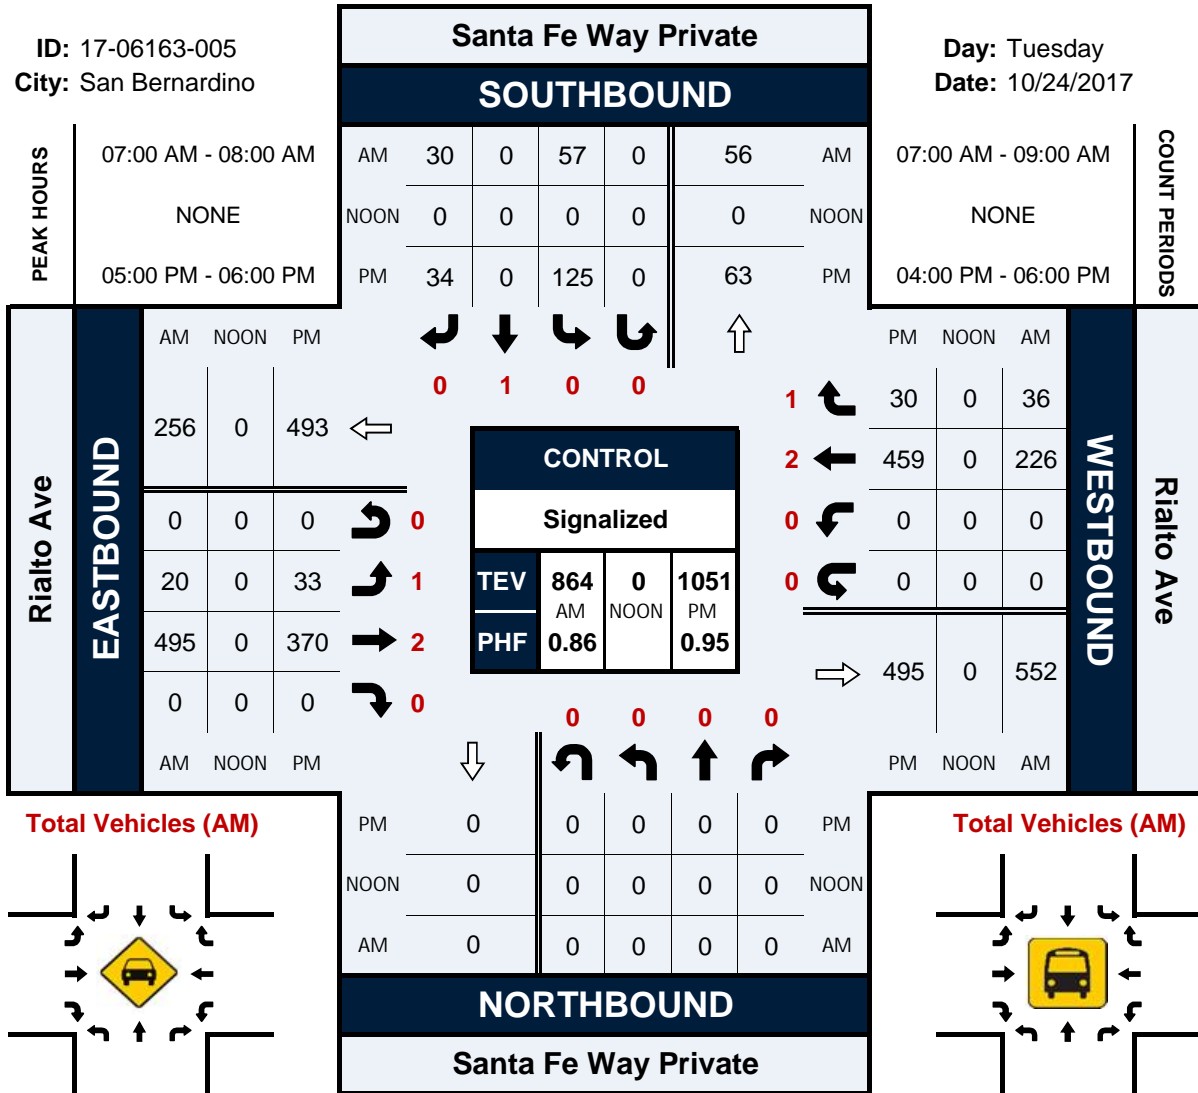 Santa Fe Way Private
ID: 17-06163-005
Day: Tuesday
City: San Bernardino
Date: 10/24/2017
SOUTHBOUND
PEAK HOURS
07:00 AM - 08:00 AM
AM 30 0 57 0 56 AM
07:00 AM - 09:00 AM
COUNT PERIODS
NONE
NOON 0 0 0 0 0 NOON
NONE
05:00 PM - 06:00 PM
PM 34 0 125 0 63 PM
04:00 PM - 06:00 PM
Rialto Ave
EASTBOUND
AM NOON PM
PM NOON AM
0 1 0 0
1 30 0 36
256 0 493
2 459 0 226
WESTBOUND
Rialto Ave
CONTROL
Signalized
0 0 0 0
0 0 0 0
TEV 864 0 1051
AM NOON PM
PHF 0.86 0.95
0 0 0 0
20 0 33 1
495 0 370 2
495 0 552
0 0 0 0
0 0 0 0
AM NOON PM
PM NOON AM
Total Vehicles (AM)
PM 0 0 0 0 0 PM
Total Vehicles (AM)
NOON 0 0 0 0 0 NOON
AM 0 0 0 0 0 AM
NORTHBOUND
Santa Fe Way Private